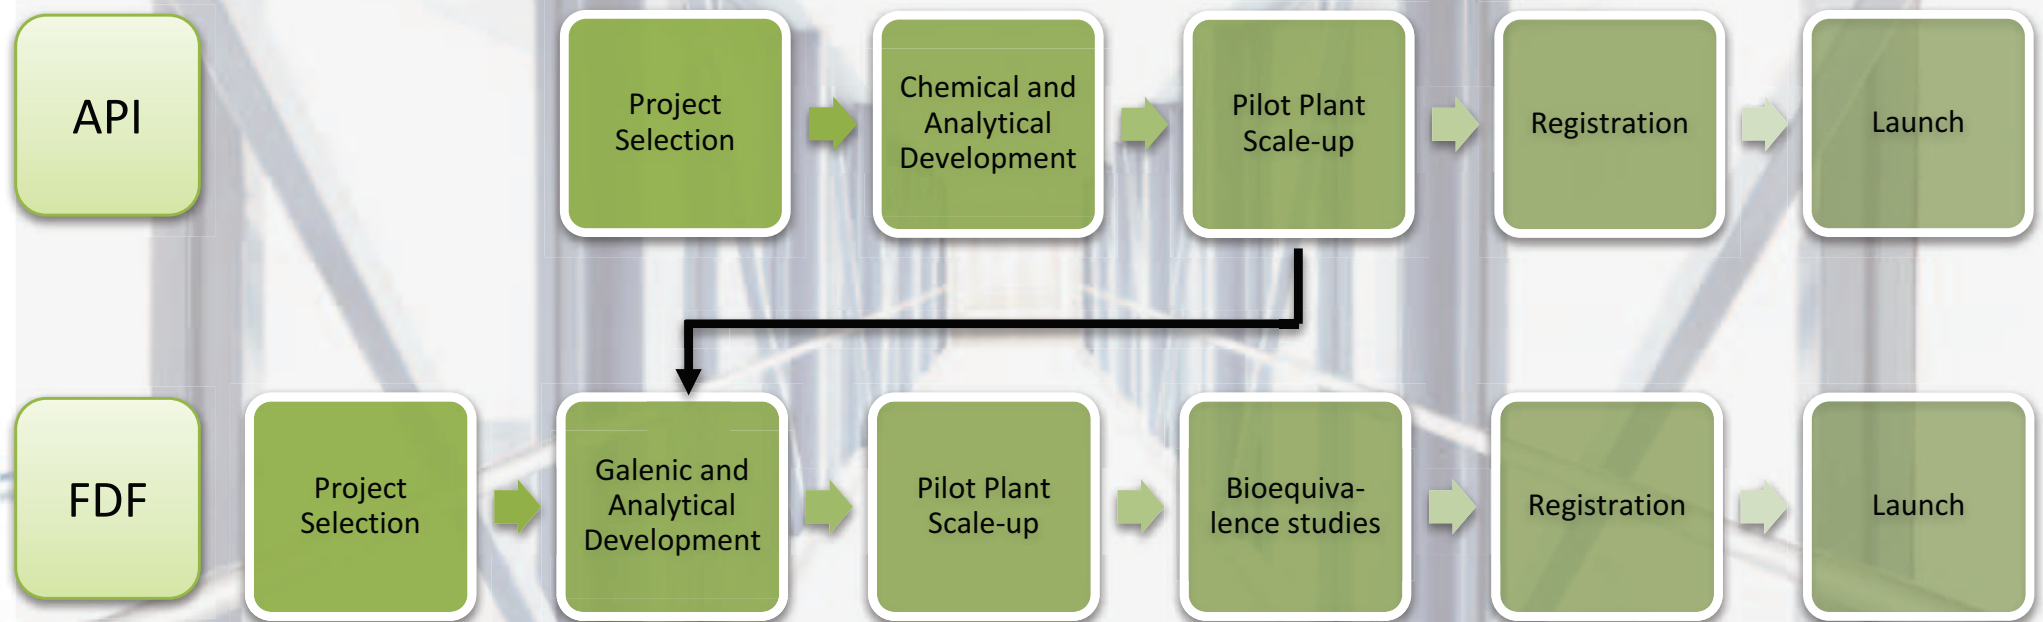 API
Project
Selection
Chemical and
Analytical
Development
Pilot Plant
Scale-up
Registration
Launch
FDF
Project
Selection
Galenic and
Analytical
Development
Pilot Plant
Scale-up
Bioequiva-
lence studies
Registration
Launch